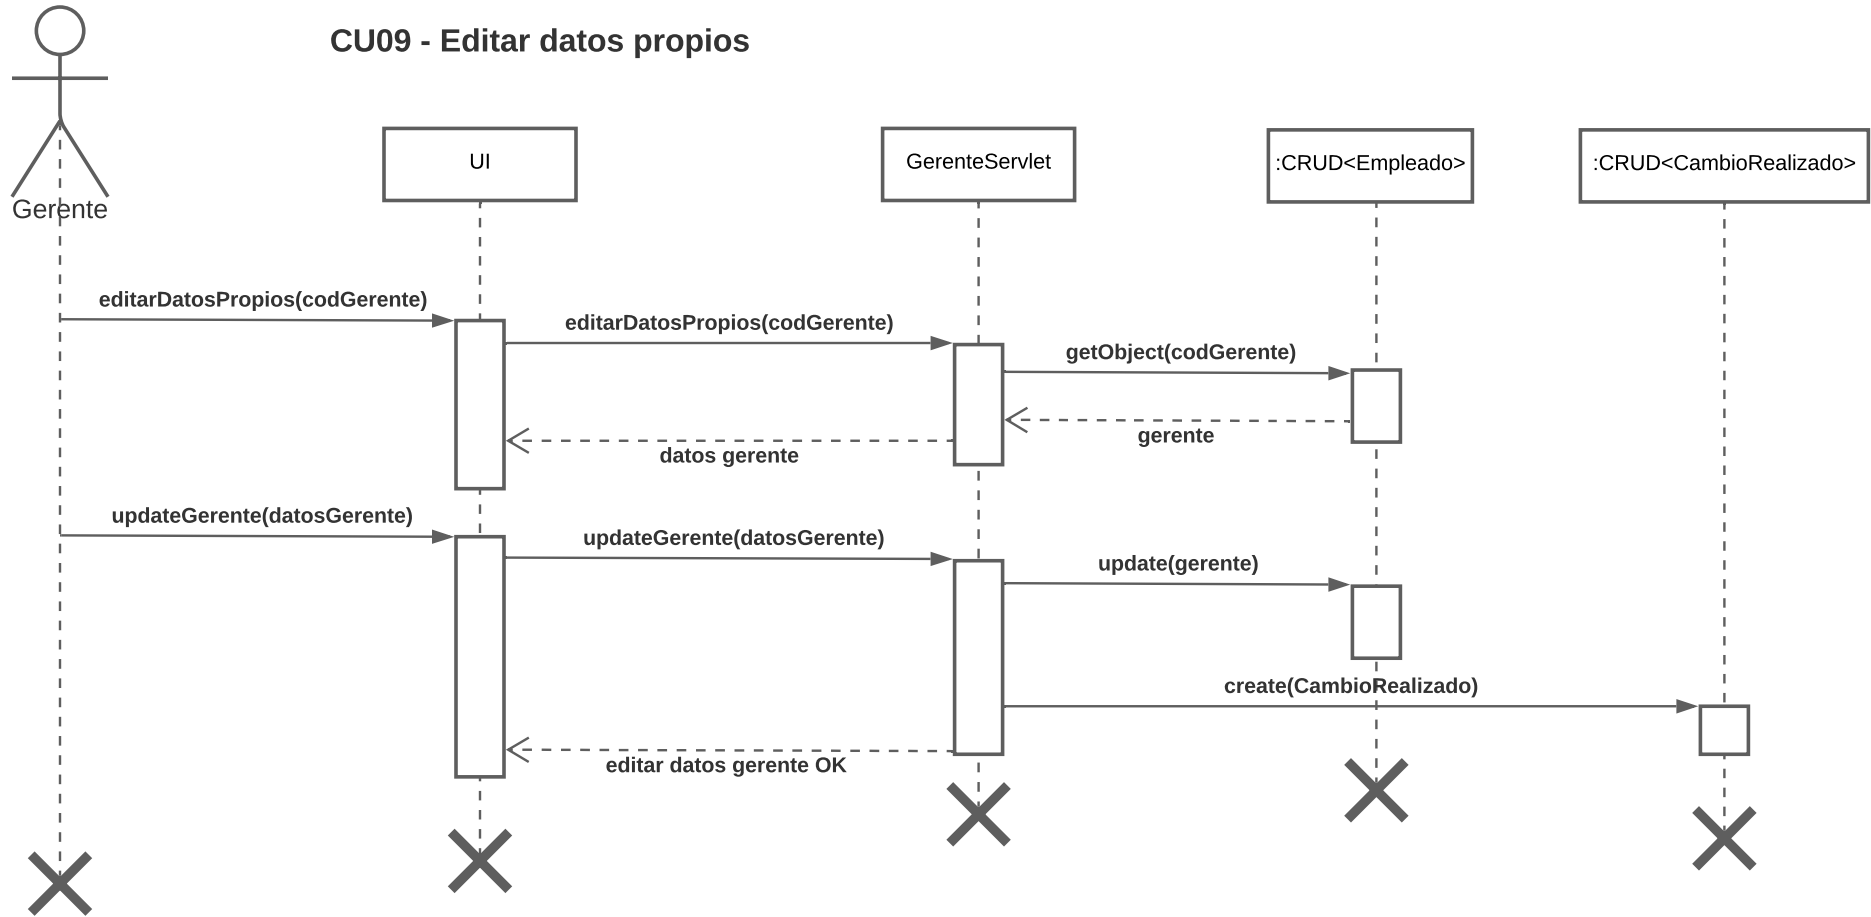 CU09 - Editar datos propios
Gerente
UI
GerenteServlet
:CRUD<Empleado>
:CRUD<CambioRealizado>
editarDatosPropios(codGerente)
editarDatosPropios(codGerente)
getObject(codGerente)
gerente
datos gerente
updateGerente(datosGerente)
updateGerente(datosGerente)
update(gerente)
create(CambioRealizado)
editar datos gerente OK